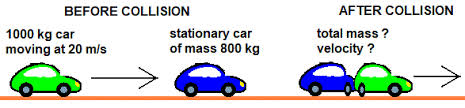 BEFORE COLLISION
AFTER COLLISION
1000 kg car
moving at 20 m/s
stationary car
of mass 800 kg
total mass ?
velocity ?